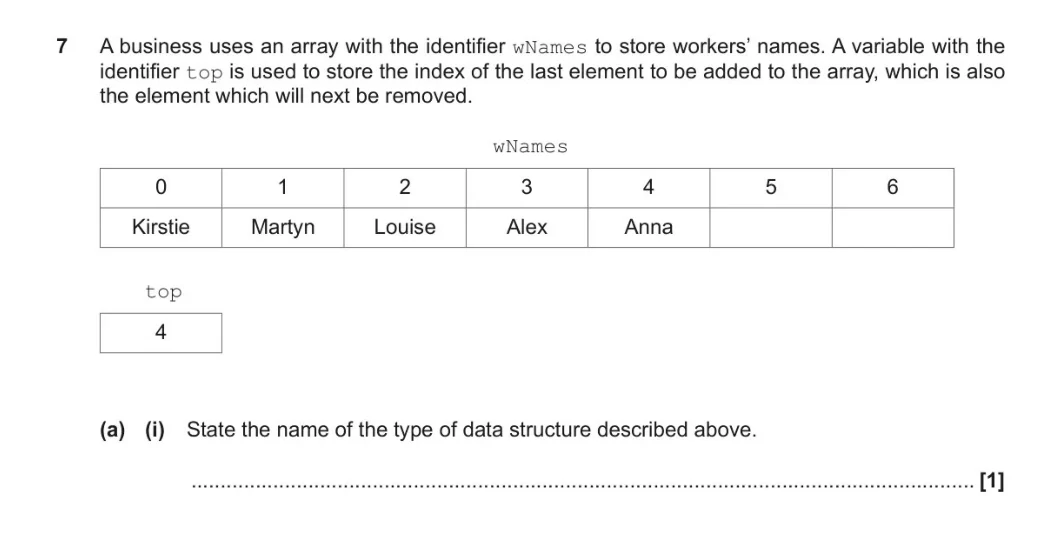 7 A business uses an array with the identifier wNames to store workers’ names. A variable with the
identifier top is used to store the index of the last element to be added to the array, which is also
the element which will next be removed.
wNames
0 1 2 3 4 5 6
Kirstie Martyn Louise Alex Anna
top
4
(a) (i) State the name of the type of data structure described above.
.......................................................................................................................................... [1]